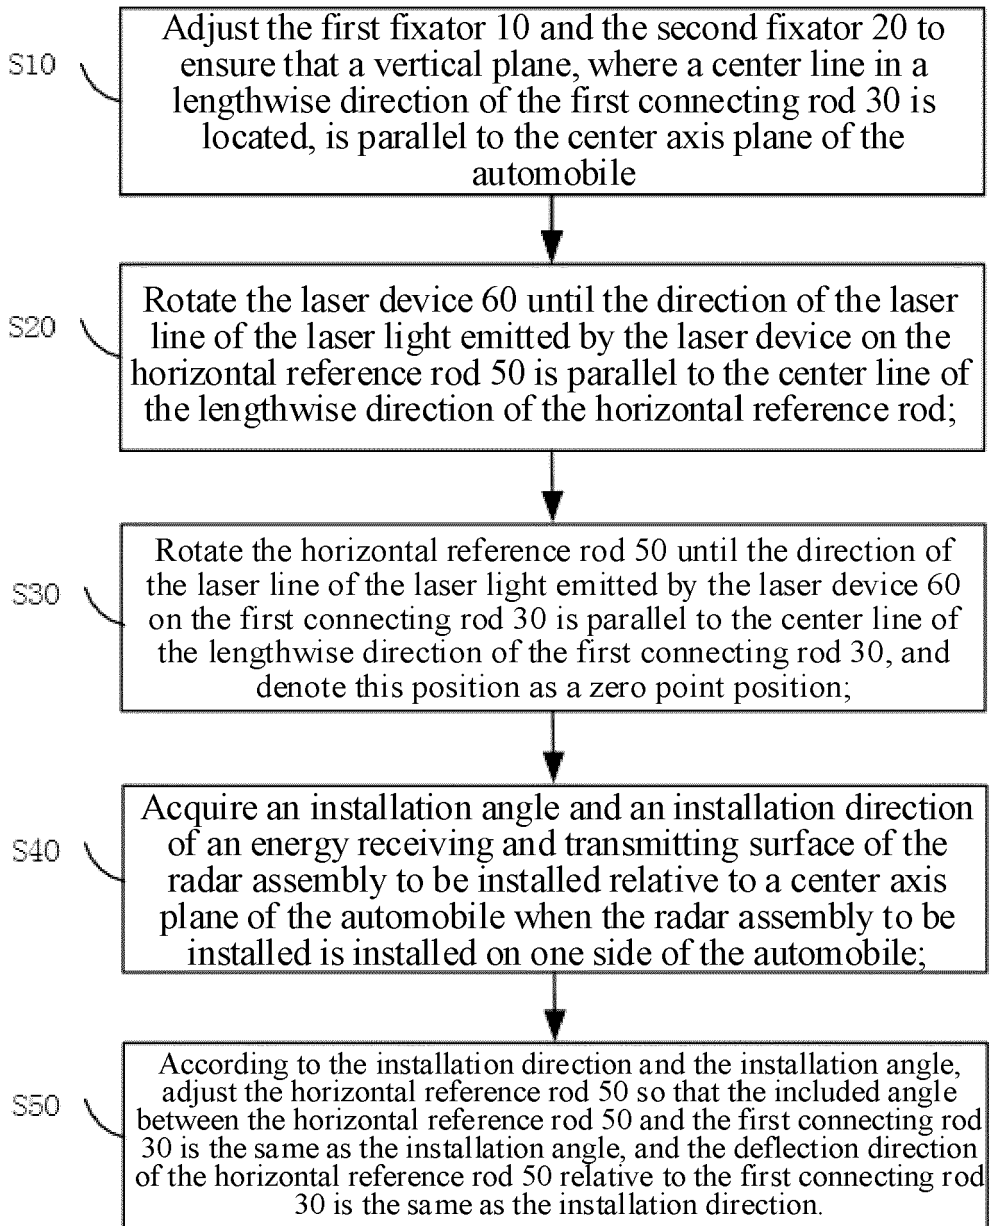 Adjust the first fixator 10 and the second fixator 20 to
S10
ensure that a vertical plane, where a center line in a
lengthwise direction of the first connecting rod 30 is
located, is parallel to the center axis plane of the
automobile
Rotate the laser device 60 until the direction of the laser
S20
line of the laser light emitted by the laser device on the
horizontal reference rod 50 is parallel to the center line of
the lengthwise direction of the horizontal reference rod;
Rotate the horizontal reference rod 50 until the direction of
the laser line of the laser light emitted by the laser device 60
S30
on the first connecting rod 30 is parallel to the center line of
the lengthwise direction of the first connecting rod 30, and
denote this position as a zero point position;
Acquire an installation angle and an installation direction
S40
of an energy receiving and transmitting surface of the
radar assembly to be installed relative to a center axis
plane of the automobile when the radar assembly to be
installed is installed on one side of the automobile;
According to the installation direction and the installation angle,
adjust the horizontal reference rod 50 so that the included angle
S50
between the horizontal reference rod 50 and the first connecting rod
30 is the same as the installation angle, and the deflection direction
of the horizontal reference rod 50 relative to the first connecting rod
30 is the same as the installation direction.